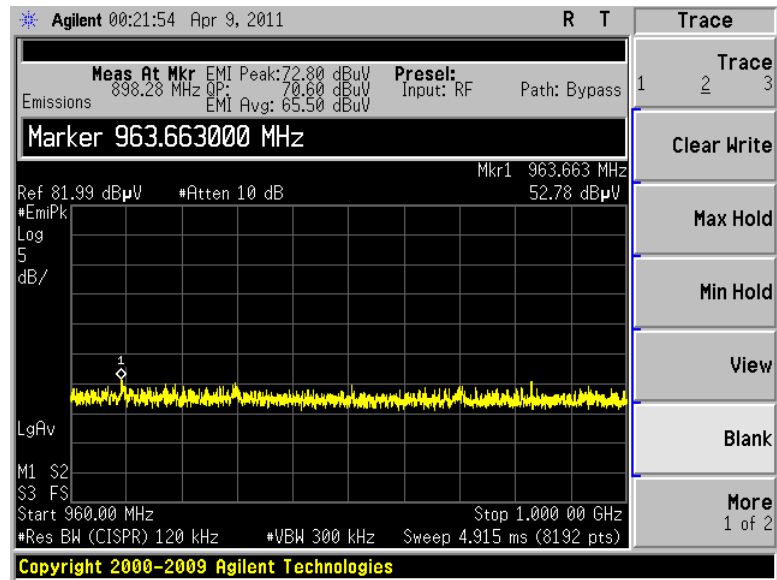 Agilent 00:21:54 Apr 9, 2011 R T Trace
Meas At Mkr EMI Peak:72.80 dBuV Presel:
898.28 MHz QP: 70.60 dBuV Input: RF Path: Bypass
Emissions EMI Avg: 65.50 dBuV
Marker 963.663000 MHz
Mkr1 963.663 MHz
Ref 81.99 dBµV #Atten 10 dB 52.78 dBµV
#EmiPk
Log
5
dB/
1
LgAv
M1 S2
S3 FS
Start 960.00 MHz Stop 1.000 00 GHz
#Res BW (CISPR) 120 kHz #VBW 300 kHz Sweep 4.915 ms (8192 pts)
Copyright 2000-2009 Agilent Technologies
Trace
1 2 3
Clear Write
Max Hold
Min Hold
View
Blank
More
1 of 2